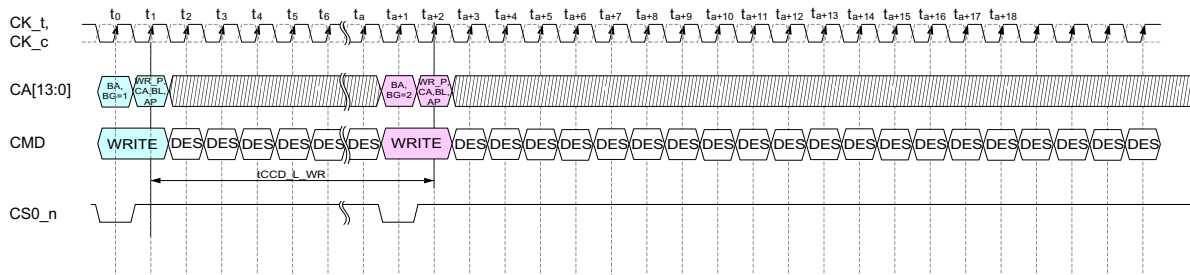 t0 t1 t2 t3 t4 t5 t6 ta ta+1 ta+2 ta+3 ta+4 ta+5 ta+6 ta+7 ta+8 ta+9 ta+10 ta+11 ta+12 ta+13 ta+14 ta+15 ta+16 ta+17 ta+18
CK_t,
CK_c
CA[13:0]
BA,
BG=1
WR_P,
CA,BL,
AP
BA,
BG=2
WR_P,
CA,BL,
AP
CMD WRITE DES DES DES DES DES DES WRITE DES DES DES DES DES DES DES DES DES DES DES DES DES DES DES DES DES DES DES DES
tCCD_L_WR
CS0_n